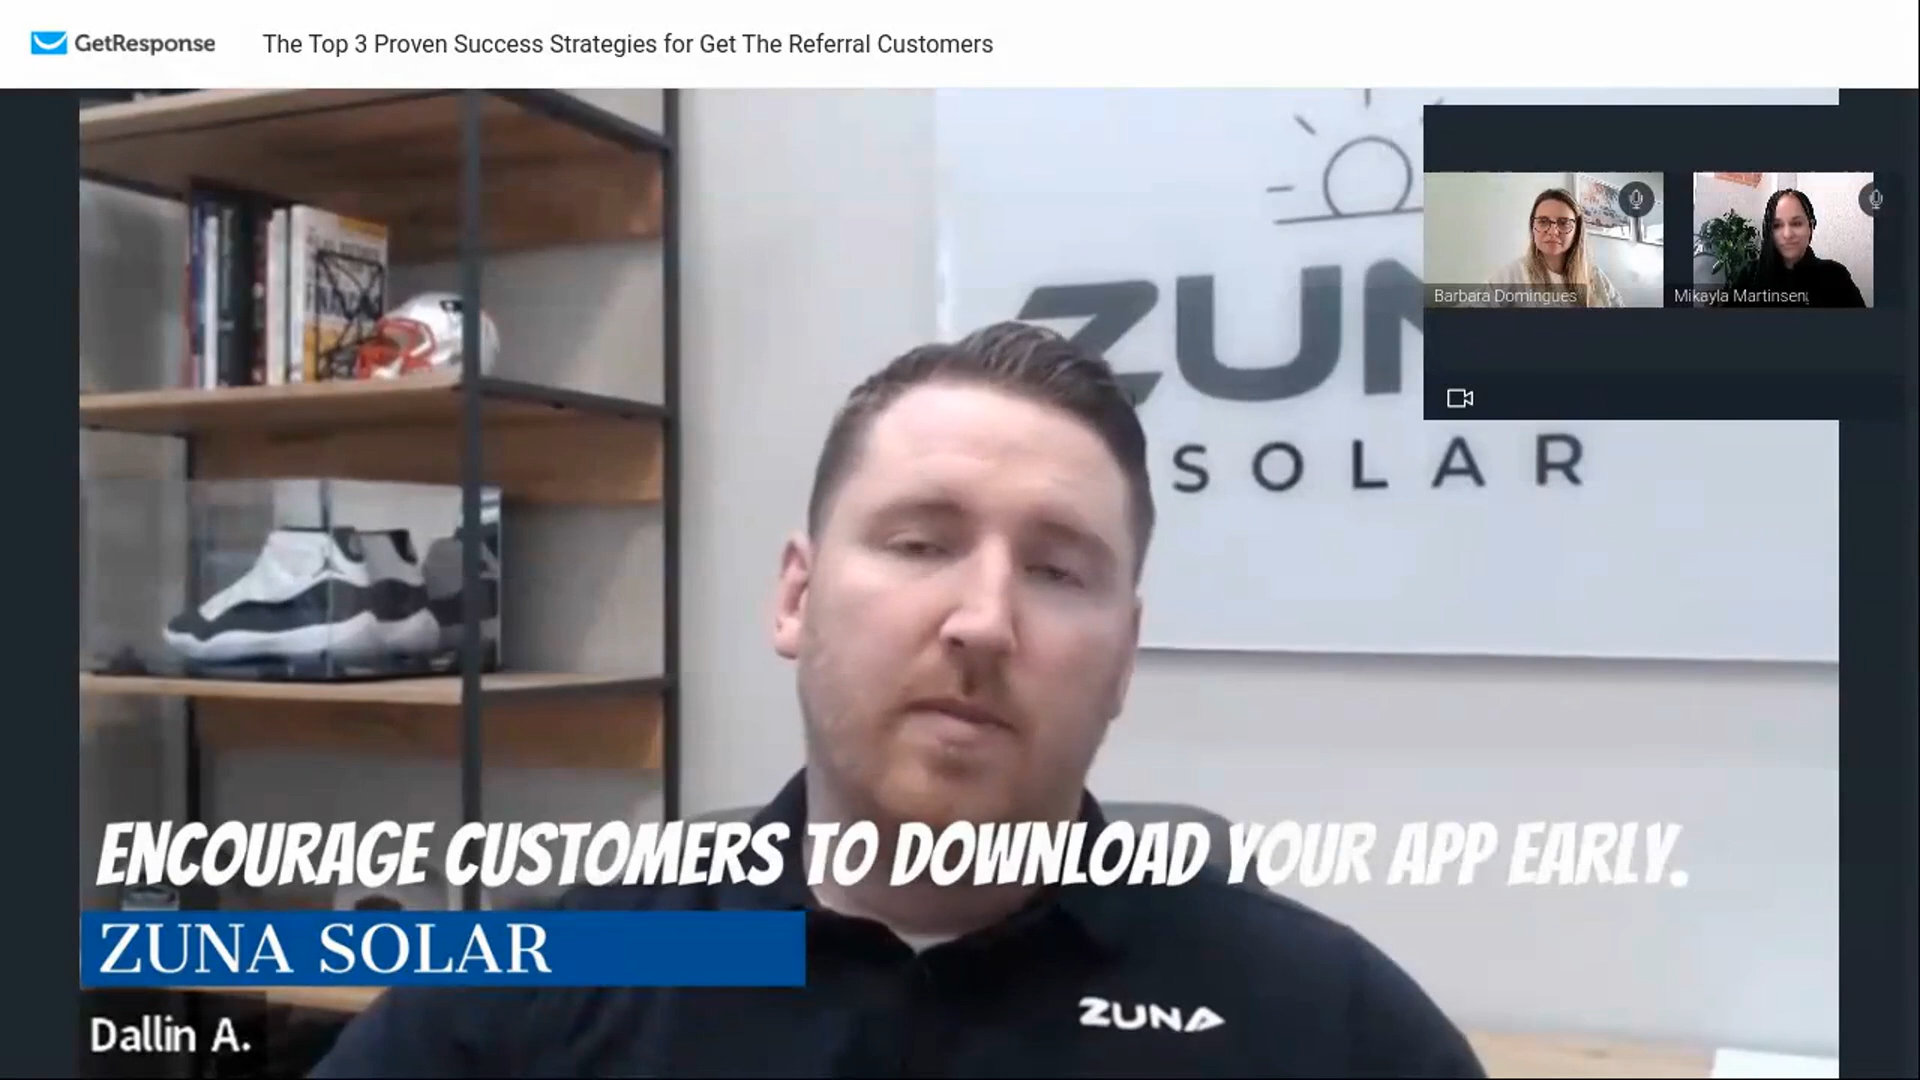 GetResponse
The Top 3 Proven Success Strategies for Get The Referral Customers
Barbara Domingues
Mikayla Martinsen
ZUN
SOLAR
ENCOURAGE CUSTOMERS TO DOWNLOAD YOUR APP EARLY.
ZUNA SOLAR
ZUNA
Dallin A.